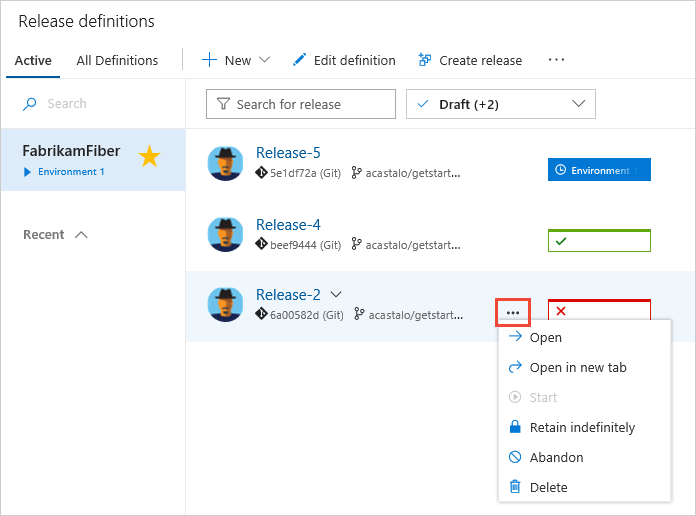 Release definitions
Active All Definitions New Edit definition Create release ...
Search
Search for release
Draft (+2)
FabrikamFiber
Environment 1
Recent
Release-5
5e1df72a (Git) acastalo/getstart...
Environment 1
Release-4
beef9444 (Git) acastalo/getstart...
Release-2
6a00582d (Git) acastalo/getstart...
...
Open
Open in new tab
Start
Retain indefinitely
Abandon
Delete